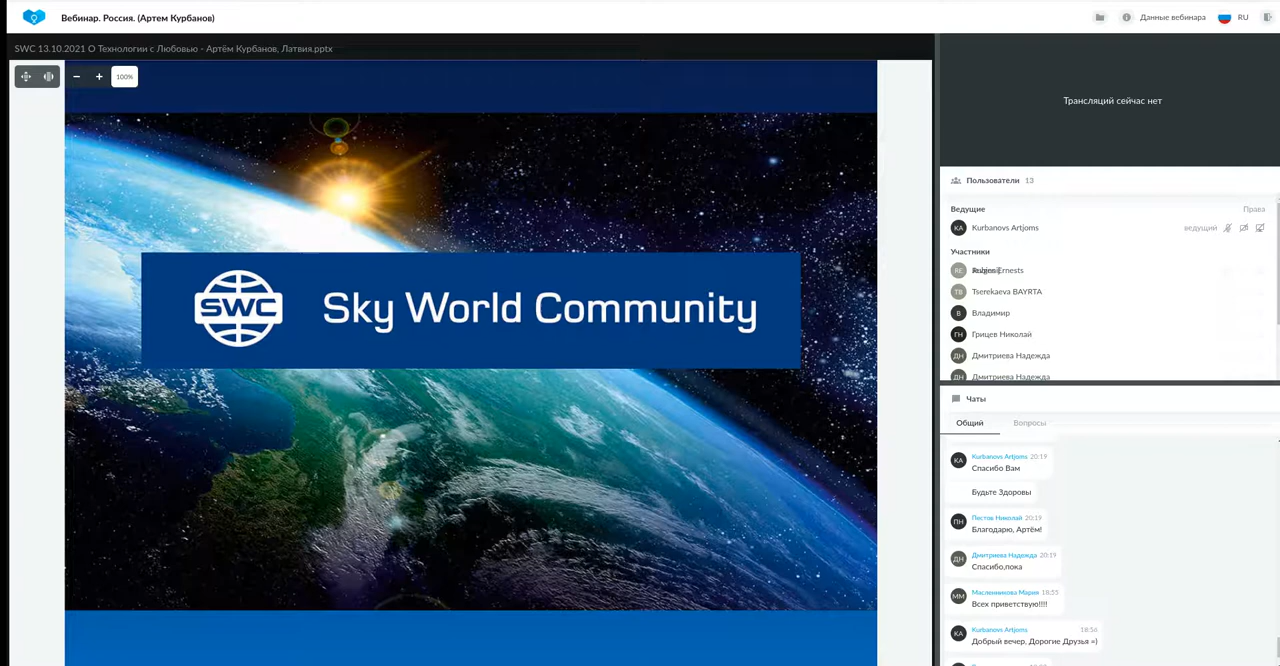 Вебинар. Россия. (Артем Курбанов)
Данные вебинара
RU
SWC 13.10.2021 О Технологии с Любовью - Артём Курбанов, Латвия.pptx
100%
SWC
Sky World Community
Трансляций сейчас нет
Пользователи 13
Ведущие
Права
KA
Kurbanovs Artjoms
ведущий
Участники
RE
Ernests
TB
Tserekaeva BAYRTA
В
Владимир
ГН
Грицев Николай
ДН
Дмитриева Надежда
ДН
Дмитриева Надежда
Чаты
Общий
Вопросы
KA
Kurbanovs Artjoms 20:19
Спасибо Вам
Будьте Здоровы
ПН
Пестов Николай 20:19
Благодарю, Артём!
ДН
Дмитриева Надежда 20:19
Спасибо,пока
ММ
Масленникова Мария 18:55
Всех приветствую!!!!
KA
Kurbanovs Artjoms 18:56
Добрый вечер, Дорогие Друзья =)